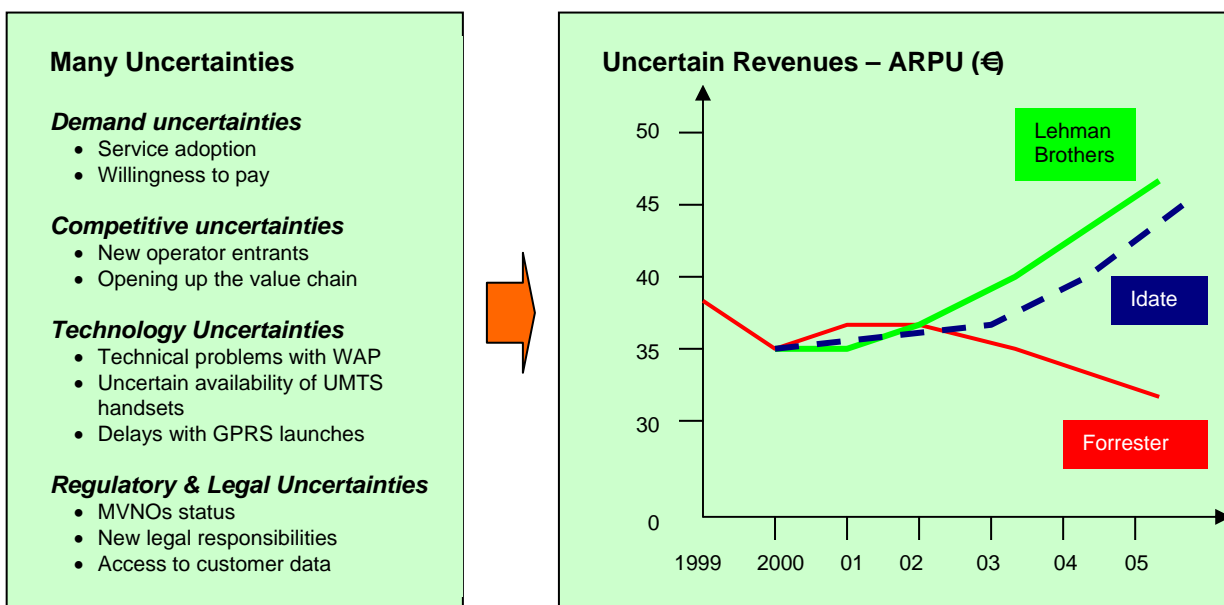 Many Uncertainties
Demand uncertainties
• Service adoption
• Willingness to pay
Competitive uncertainties
• New operator entrants
• Opening up the value chain
Technology Uncertainties
• Technical problems with WAP
• Uncertain availability of UMTS
handsets
• Delays with GPRS launches
Regulatory & Legal Uncertainties
• MVNOs status
• New legal responsibilities
• Access to customer data
Uncertain Revenues – ARPU (€)
50
45
40
35
30
0
1999 2000 01 02 03 04 05
Lehman
Brothers
Idate
Forrester